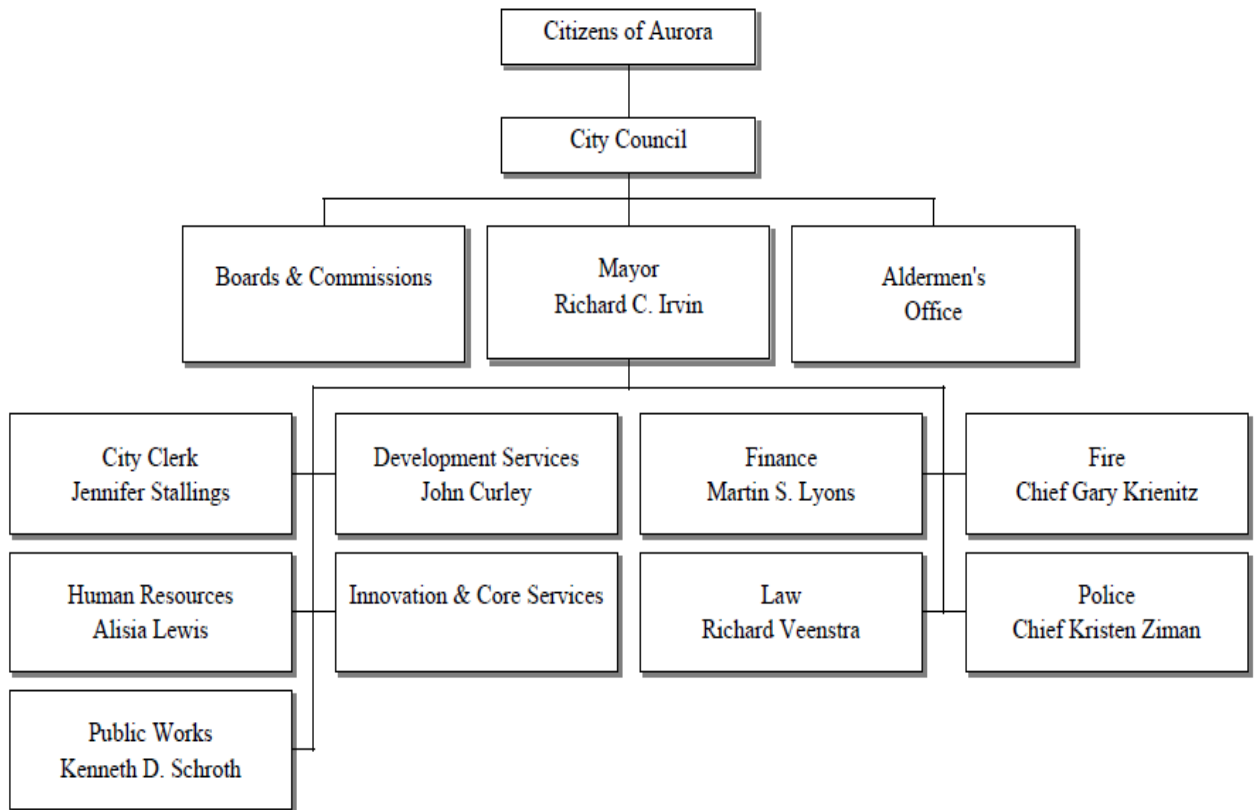 Citizens of Aurora
City Council
Boards & Commissions
Mayor
Richard C. Irvin
Aldermen's
Office
City Clerk
Jennifer Stallings
Development Services
John Curley
Finance
Martin S. Lyons
Fire
Chief Gary Krienitz
Human Resources
Alisia Lewis
Innovation & Core Services
Law
Richard Veenstra
Police
Chief Kristen Ziman
Public Works
Kenneth D. Schroth